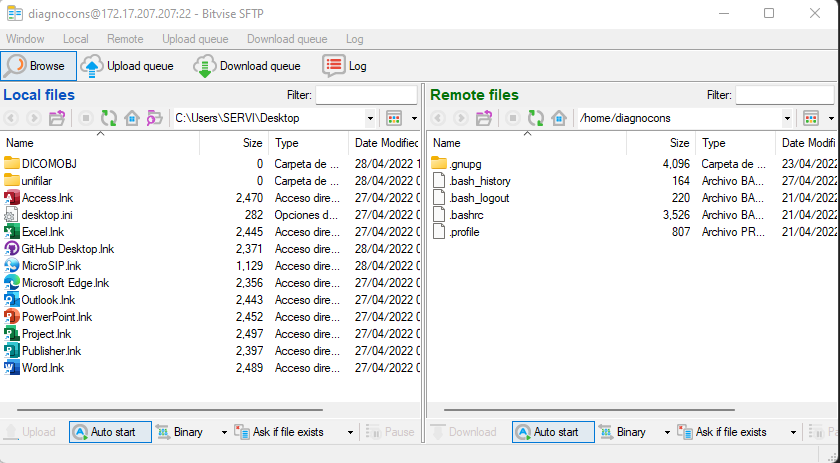 diagnocons@172.17.207.207:22 - Bitvise SFTP
Window Local Remote Upload queue Download queue Log
Browse Upload queue Download queue Log
Local files Filter:
C:\Users\SERVI\Desktop
Name Size Type Date Modified
DICOMOBJ 0 Carpeta de ... 28/04/2022 1
unifilar 0 Carpeta de ... 28/04/2022 0
Access.lnk 2,470 Acceso dire... 27/04/2022 0
desktop.ini 282 Opciones d... 27/04/2022 0
Excel.lnk 2,445 Acceso dire... 27/04/2022 0
GitHub Desktop.lnk 2,371 Acceso dire... 28/04/2022 0
MicroSIP.lnk 1,129 Acceso dire... 28/04/2022 0
Microsoft Edge.lnk 2,356 Acceso dire... 27/04/2022 0
Outlook.lnk 2,443 Acceso dire... 27/04/2022 0
PowerPoint.lnk 2,452 Acceso dire... 27/04/2022 0
Project.lnk 2,497 Acceso dire... 27/04/2022 0
Publisher.lnk 2,397 Acceso dire... 27/04/2022 0
Word.lnk 2,489 Acceso dire... 27/04/2022 0
Upload Auto start Binary Ask if file exists Pause
Remote files Filter:
/home/diagnocons
Name Size Type Date Modifi
.gnupg 4,096 Carpeta de ... 23/04/2022
.bash_history 164 Archivo BA... 27/04/2022
.bash_logout 220 Archivo BA... 21/04/2022
.bashrc 3,526 Archivo BA... 21/04/2022
.profile 807 Archivo PR... 21/04/2022
Download Auto start Binary Ask if file exists Pa